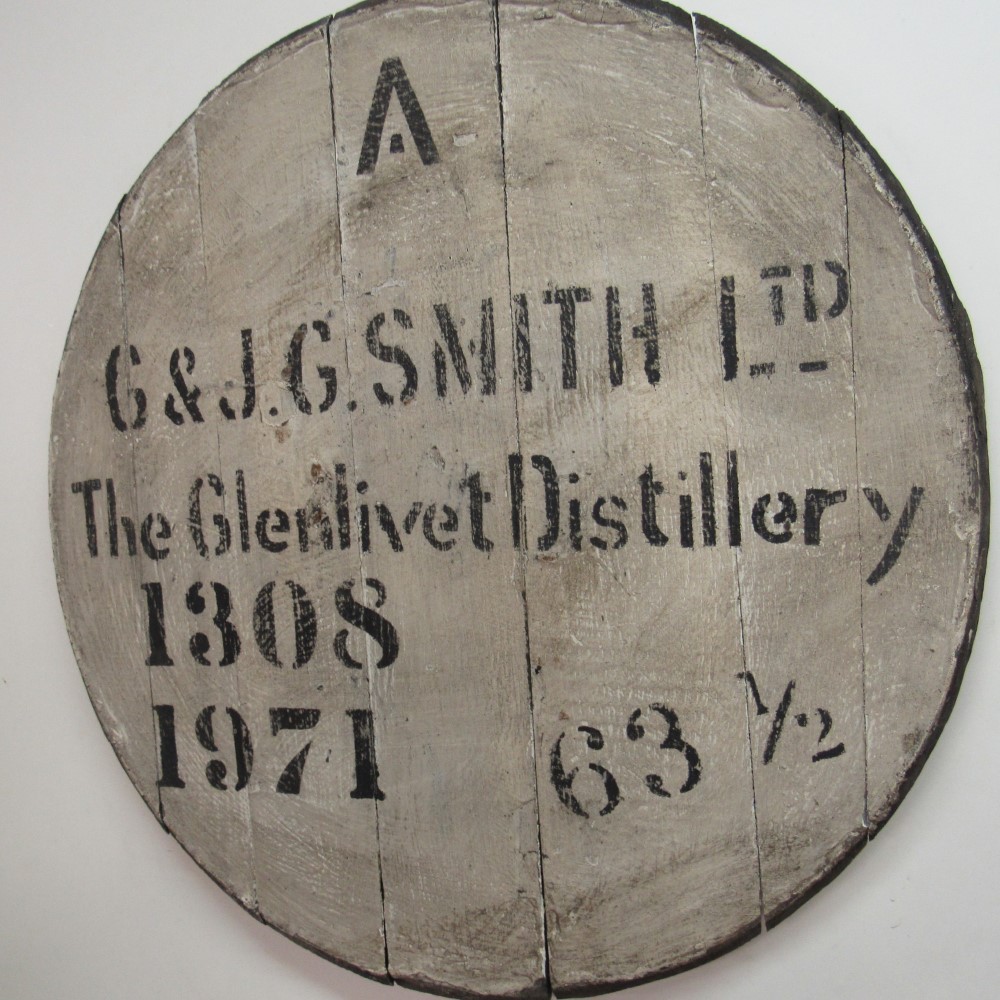 A
G & J.G. SMITH LTD
The Glenlivet Distillery
1308
1971 63 1/2